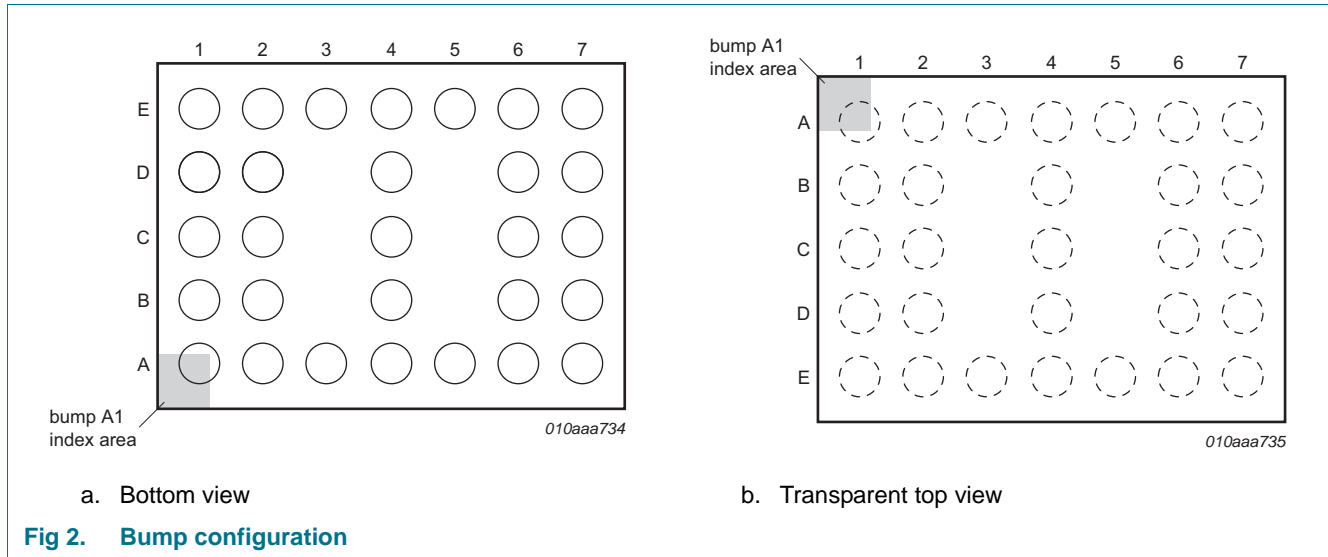 1 2 3 4 5 6 7
E
D
C
B
A
bump A1
index area
010aaa734
a. Bottom view
bump A1
index area
1 2 3 4 5 6 7
A
B
C
D
E
010aaa735
b. Transparent top view
Fig 2. Bump configuration